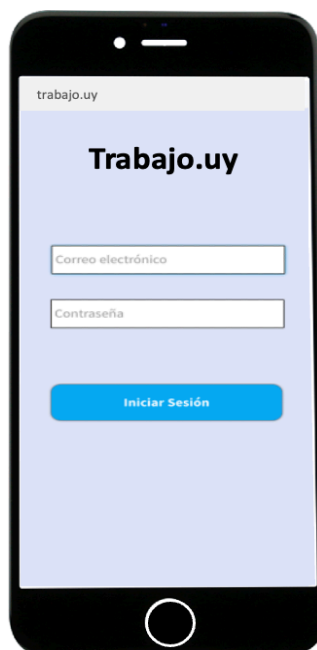 trabajo.uy
Trabajo.uy
Correo electrónico
Contraseña
Iniciar Sesión